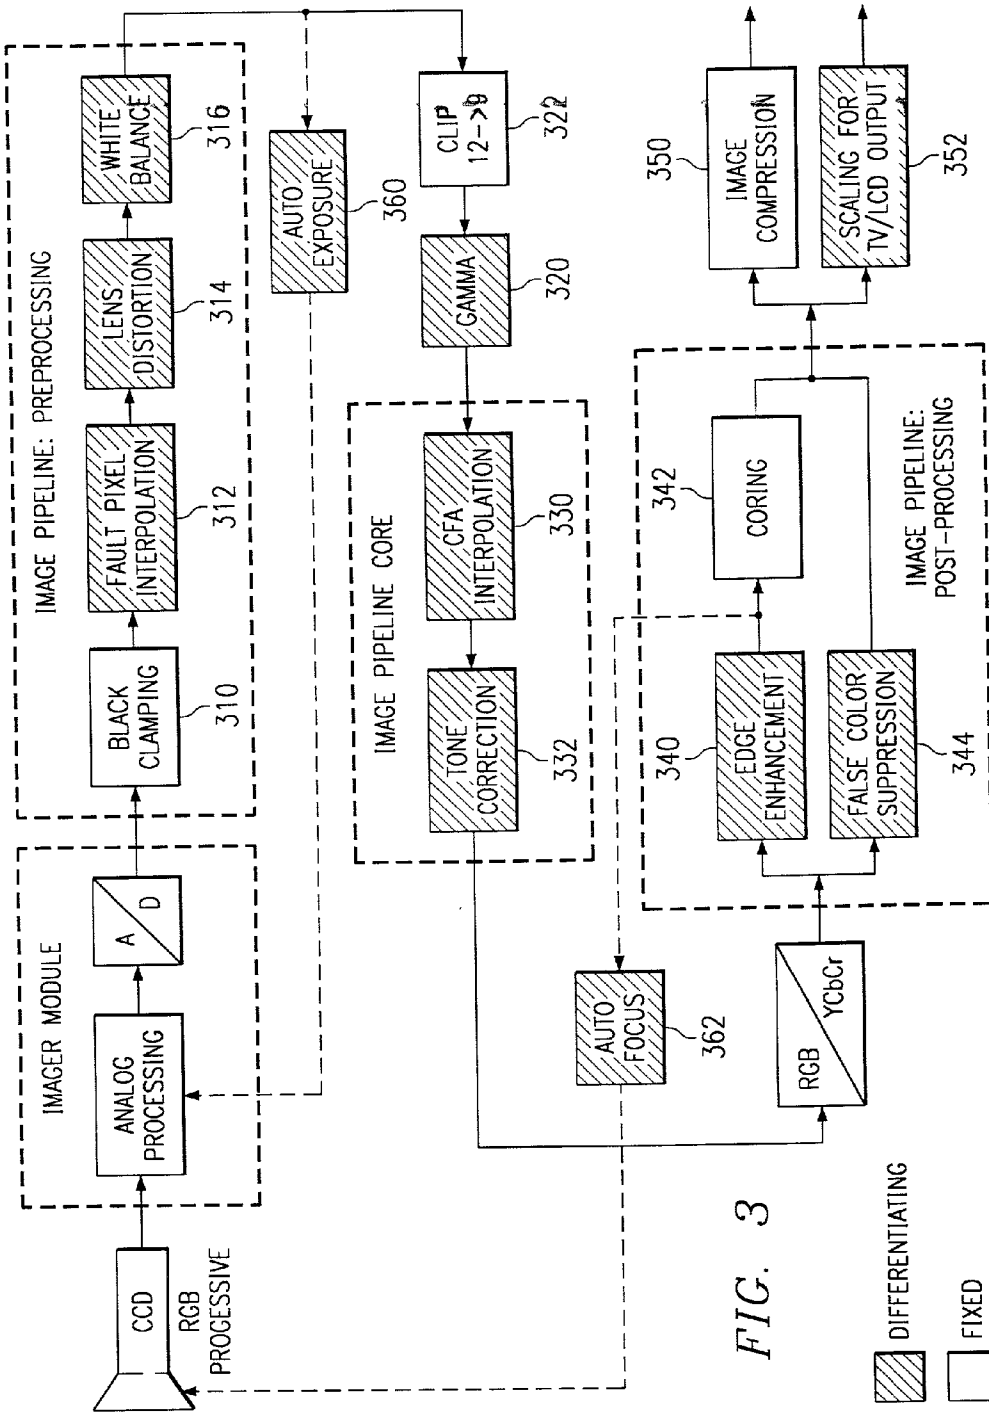 IMAGER MODULE
CCD
RGB
PROGESSIVE
ANALOG
PROCESSING
A
D
IMAGE PIPELINE: PREPROCESSING
BLACK
CLAMPING
310
FAULT PIXEL
INTERPOLATION
312
LENS
DISTORTION
314
WHITE
BALANCE
316
AUTO
EXPOSURE
360
CLIP
12->9
322
GAMMA
320
IMAGE PIPELINE CORE
CFA
INTERPOLATION
330
TONE
CORRECTION
332
AUTO
FOCUS
362
RGB
YCbCr
340
EDGE
ENHANCEMENT
342
CORING
FALSE COLOR
SUPPRESSION
344
IMAGE PIPELINE:
POST-PROCESSING
350
IMAGE
COMPRESSION
SCALING FOR
TV/LCD OUTPUT
352
FIG. 3
DIFFERENTIATING
FIXED